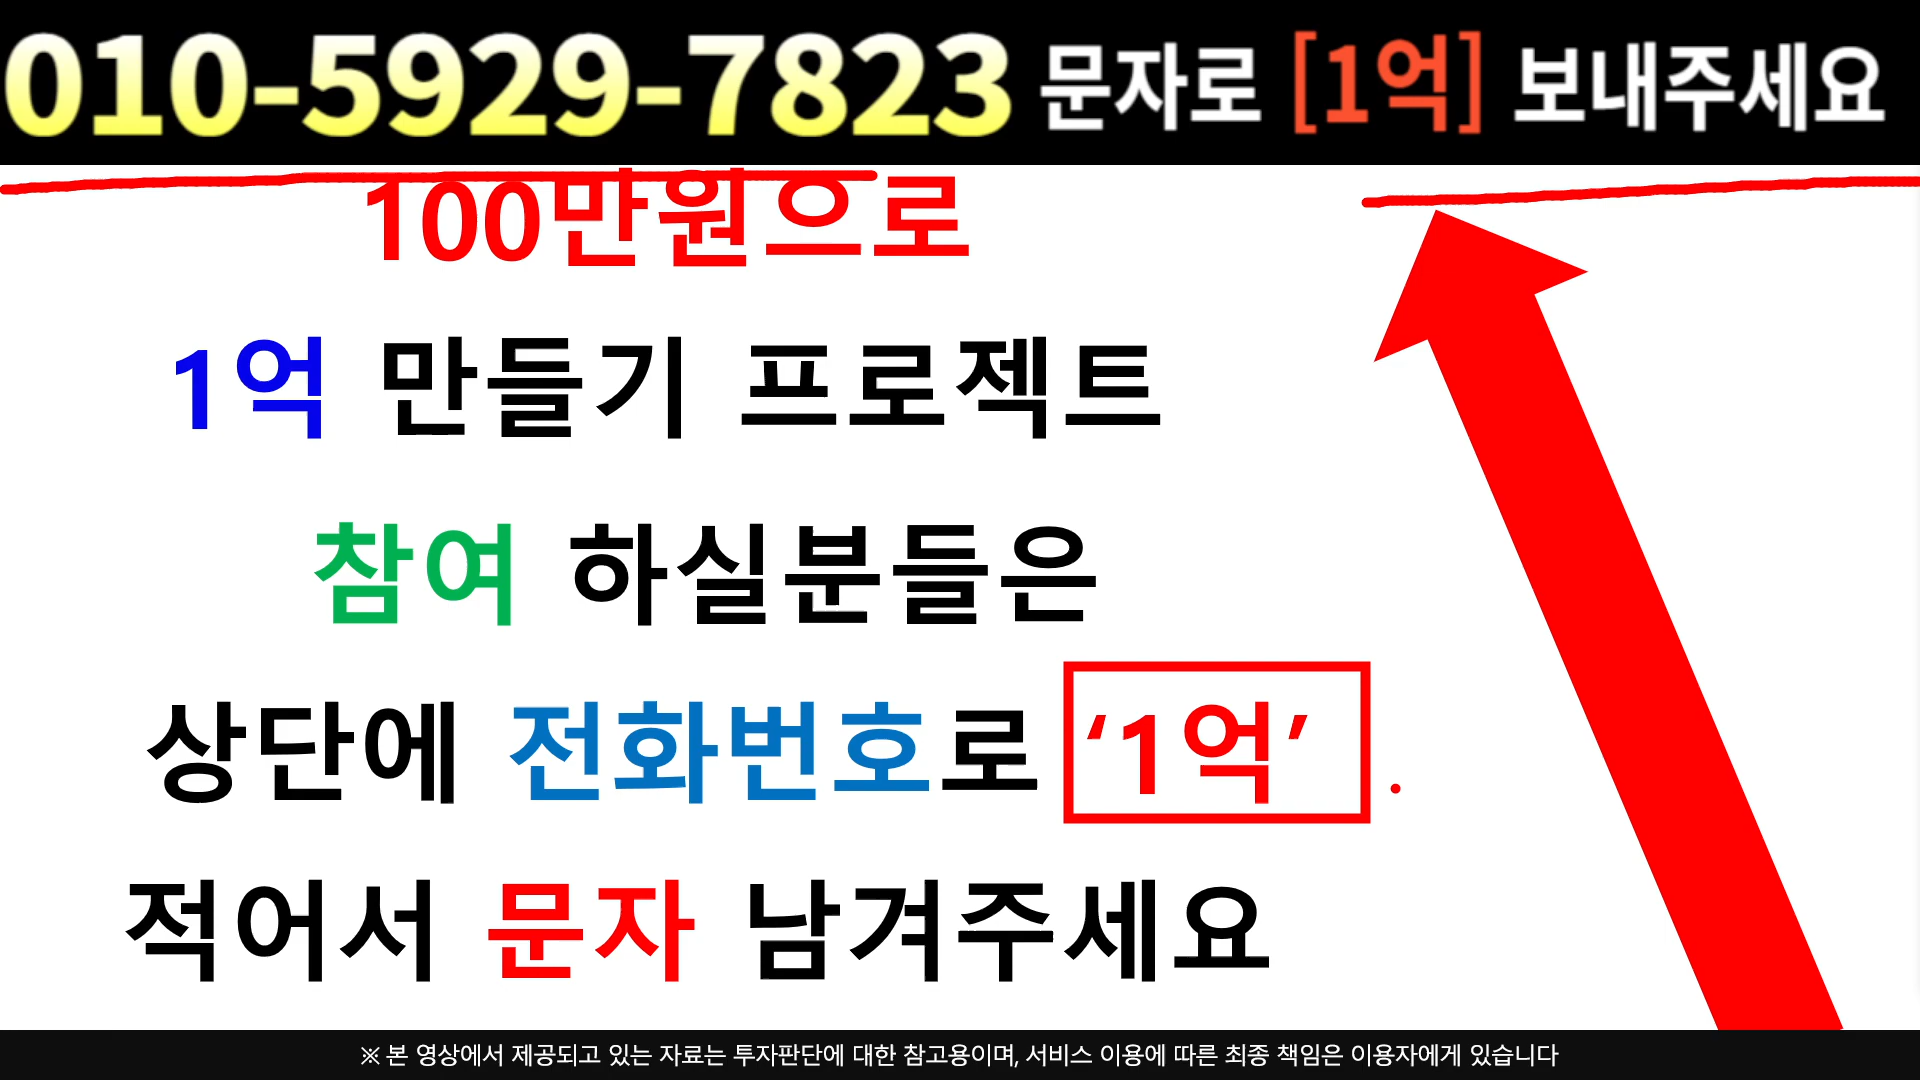 010-5929-7823 문자로 [1억] 보내주세요
100만원으로
1억 만들기 프로젝트
참여 하실분들은
상단에 전화번호로 ‘1억’.
적어서 문자 남겨주세요
※ 본 영상에서 제공되고 있는 자료는 투자판단에 대한 참고용이며, 서비스 이용에 따른 최종 책임은 이용자에게 있습니다